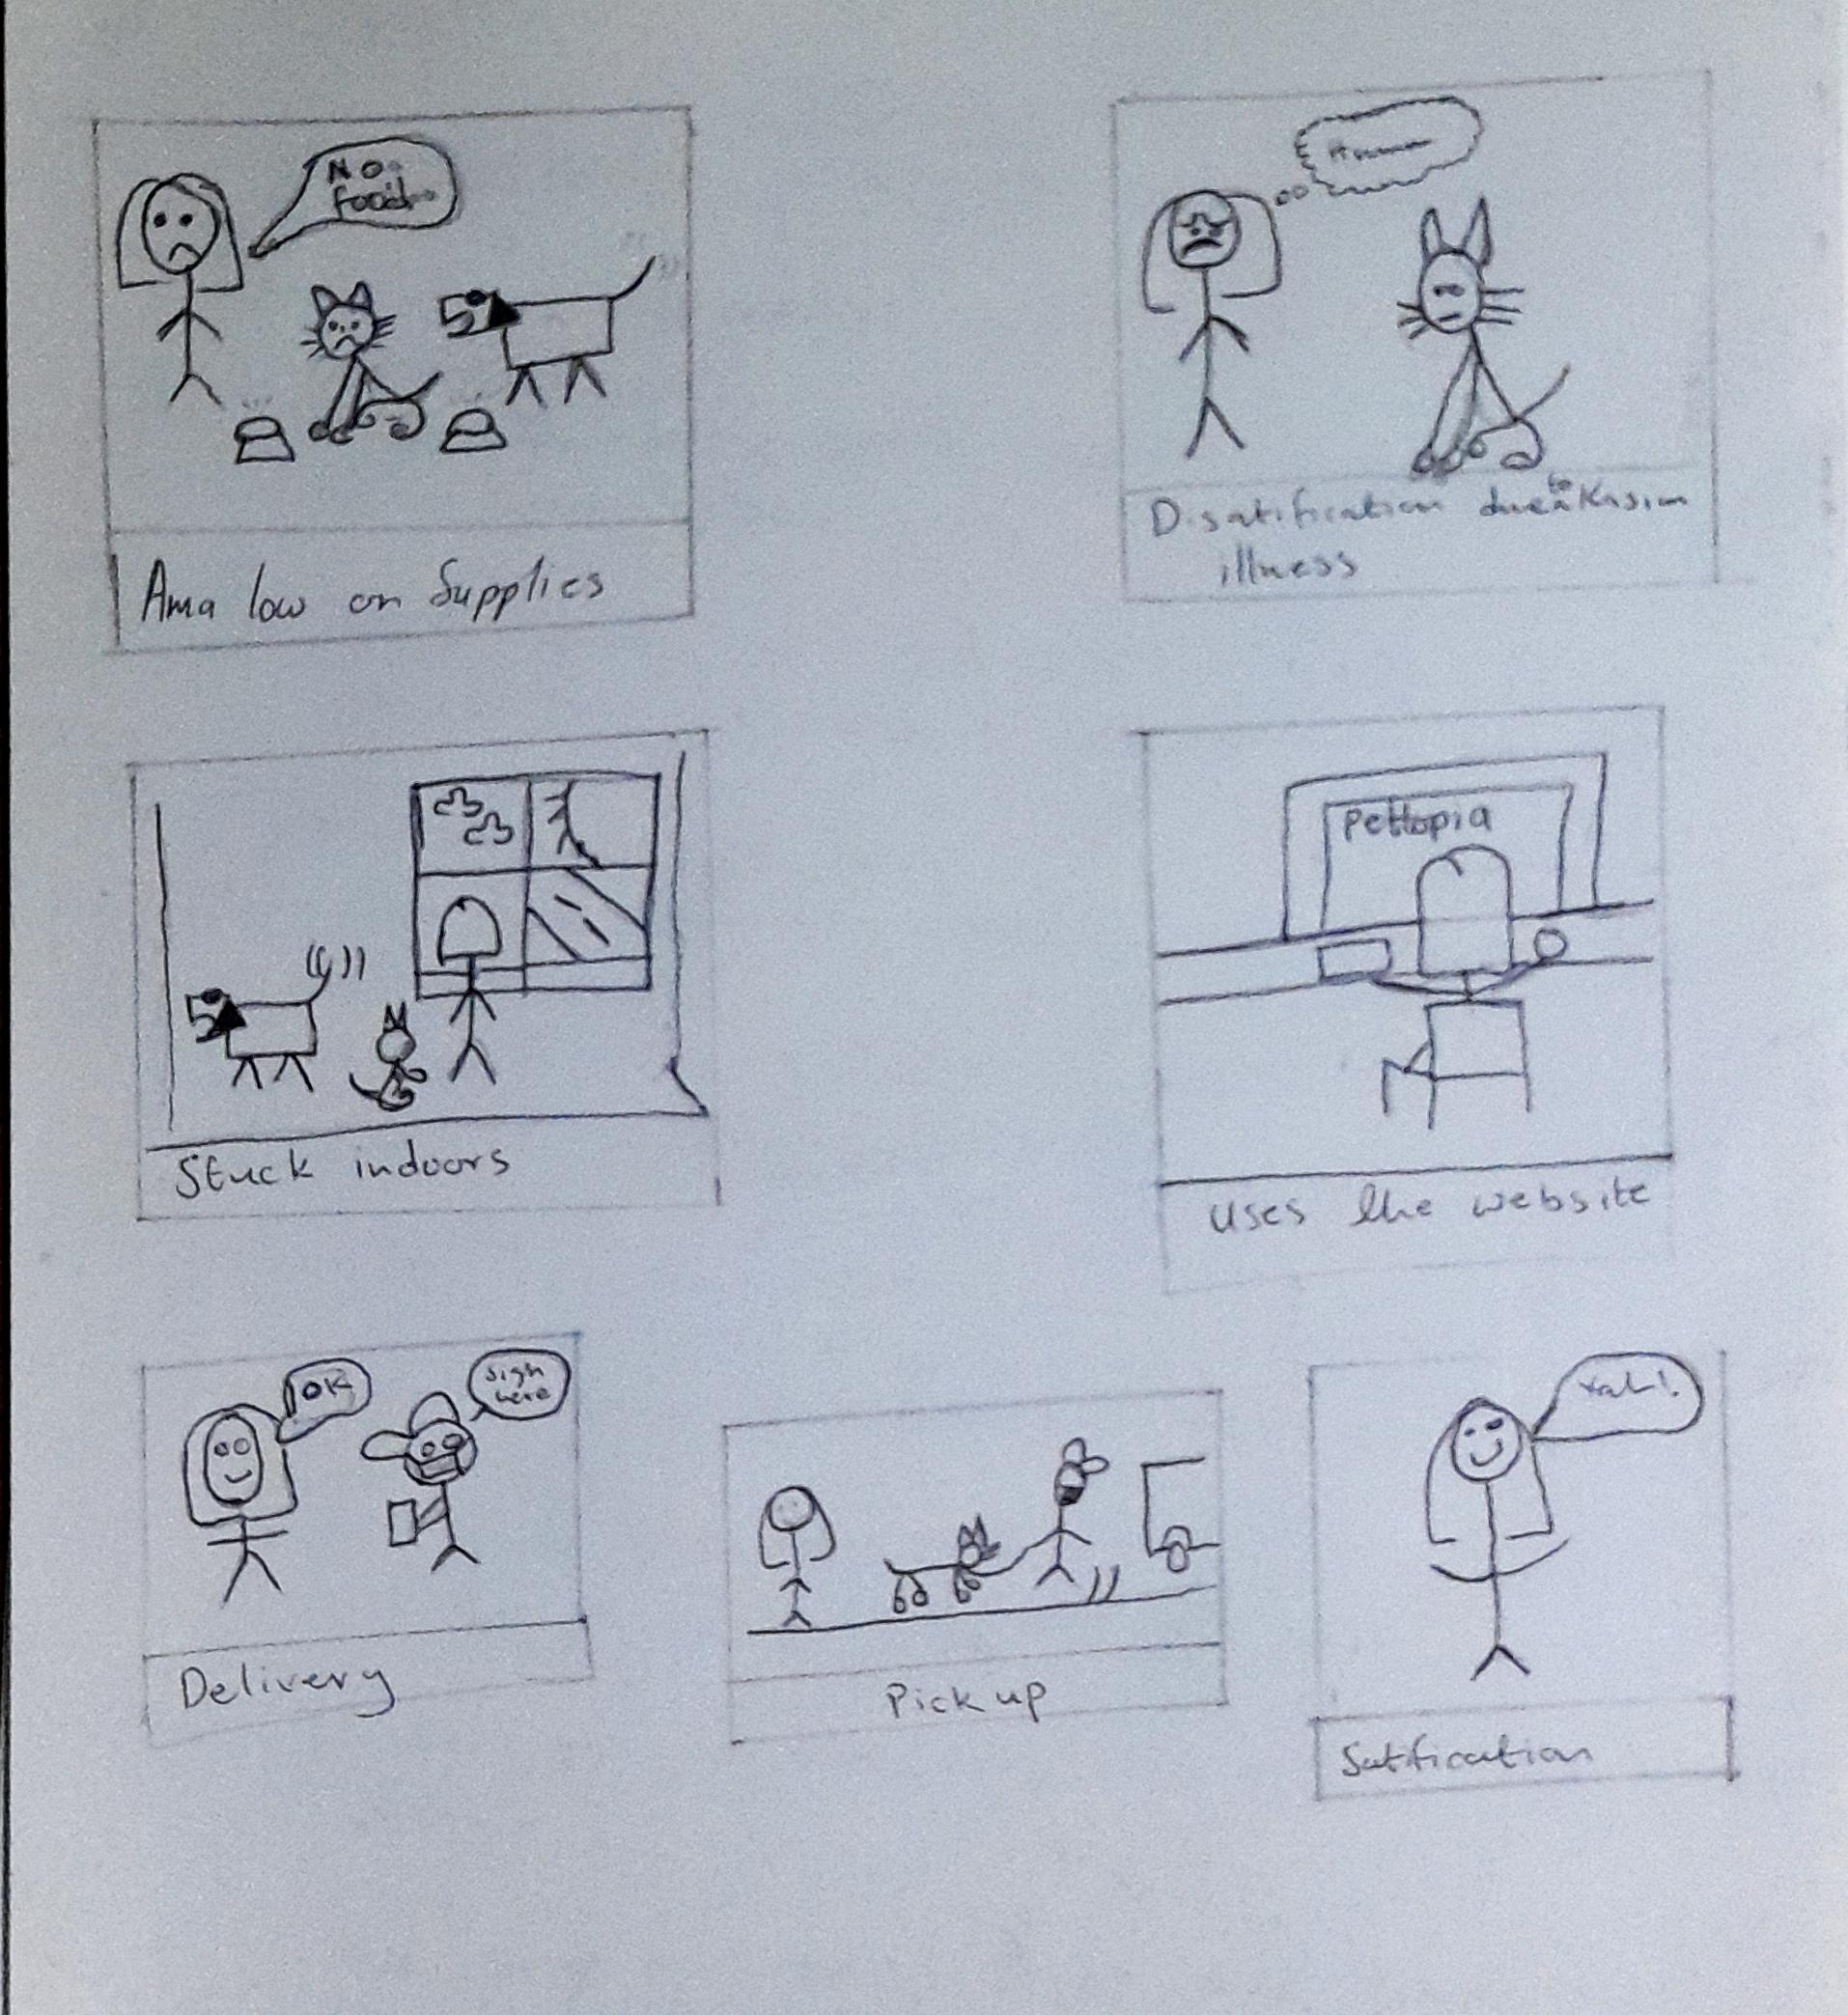 No
food...
Ama low on Supplies
Hmmm
Disatification due to Kasim
illness
Stuck indoors
Pettopia
uses the website
OK
sign
here
Delivery
Pick up
Yah!
Satification